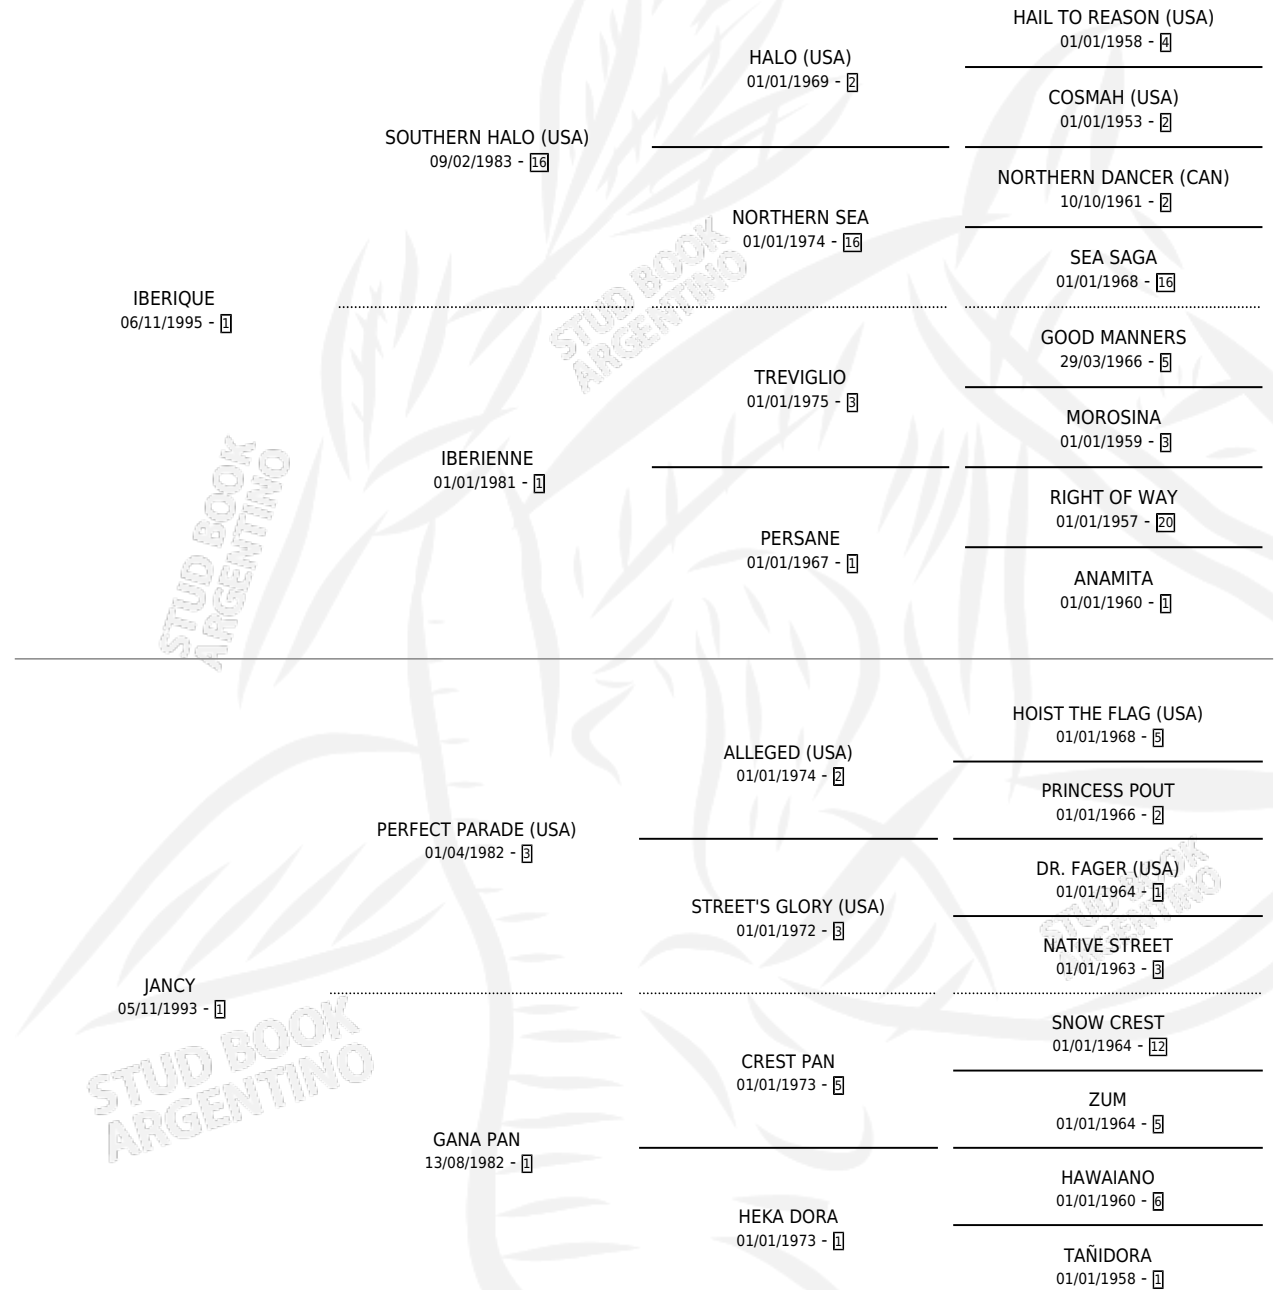 HAIL TO REASON (USA)
01/01/1958 - 4
HALO (USA)
01/01/1969 - 2
COSMAH (USA)
01/01/1953 - 2
SOUTHERN HALO (USA)
09/02/1983 - 16
NORTHERN DANCER (CAN)
10/10/1961 - 2
NORTHERN SEA
01/01/1974 - 16
SEA SAGA
01/01/1968 - 16
IBERIQUE
06/11/1995 - 1
GOOD MANNERS
29/03/1966 - 5
TREVIGLIO
01/01/1975 - 3
MOROSINA
01/01/1959 - 3
IBERIENNE
01/01/1981 - 1
RIGHT OF WAY
01/01/1957 - 20
PERSANE
01/01/1967 - 1
ANAMITA
01/01/1960 - 1
HOIST THE FLAG (USA)
01/01/1968 - 5
ALLEGED (USA)
01/01/1974 - 2
PRINCESS POUT
01/01/1966 - 2
PERFECT PARADE (USA)
01/04/1982 - 3
DR. FAGER (USA)
01/01/1964 - 1
STREET'S GLORY (USA)
01/01/1972 - 3
NATIVE STREET
01/01/1963 - 3
JANCY
05/11/1993 - 1
SNOW CREST
01/01/1964 - 12
CREST PAN
01/01/1973 - 5
ZUM
01/01/1964 - 5
GANA PAN
13/08/1982 - 1
HAWAIANO
01/01/1960 - 6
HEKA DORA
01/01/1973 - 1
TAÑIDORA
01/01/1958 - 1
STUD BOOK
ARGENTINO
STUD BOOK
ARGENTINO
STUD BOOK
ARGENTINO
STUD BOOK
ARGENTINO